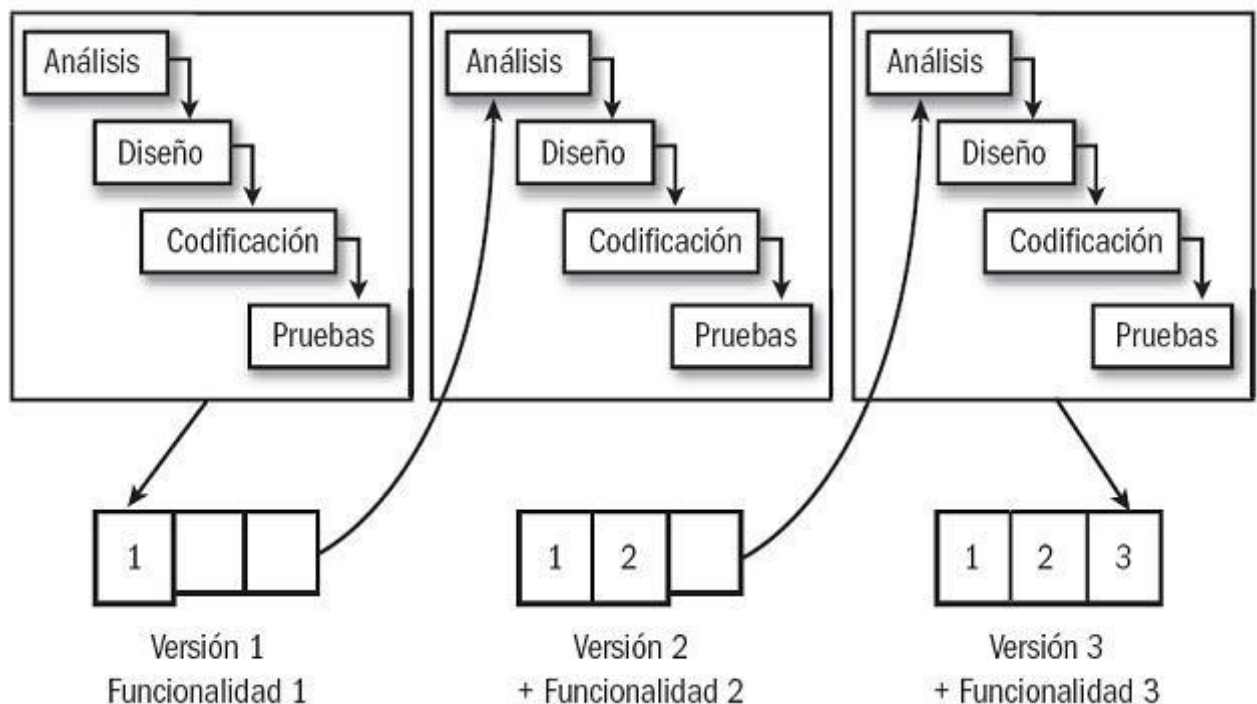 Análisis
Diseño
Codificación
Pruebas
1
Versión 1
Funcionalidad 1
Análisis
Diseño
Codificación
Pruebas
1 2
Versión 2
+ Funcionalidad 2
Análisis
Diseño
Codificación
Pruebas
1 2 3
Versión 3
+ Funcionalidad 3